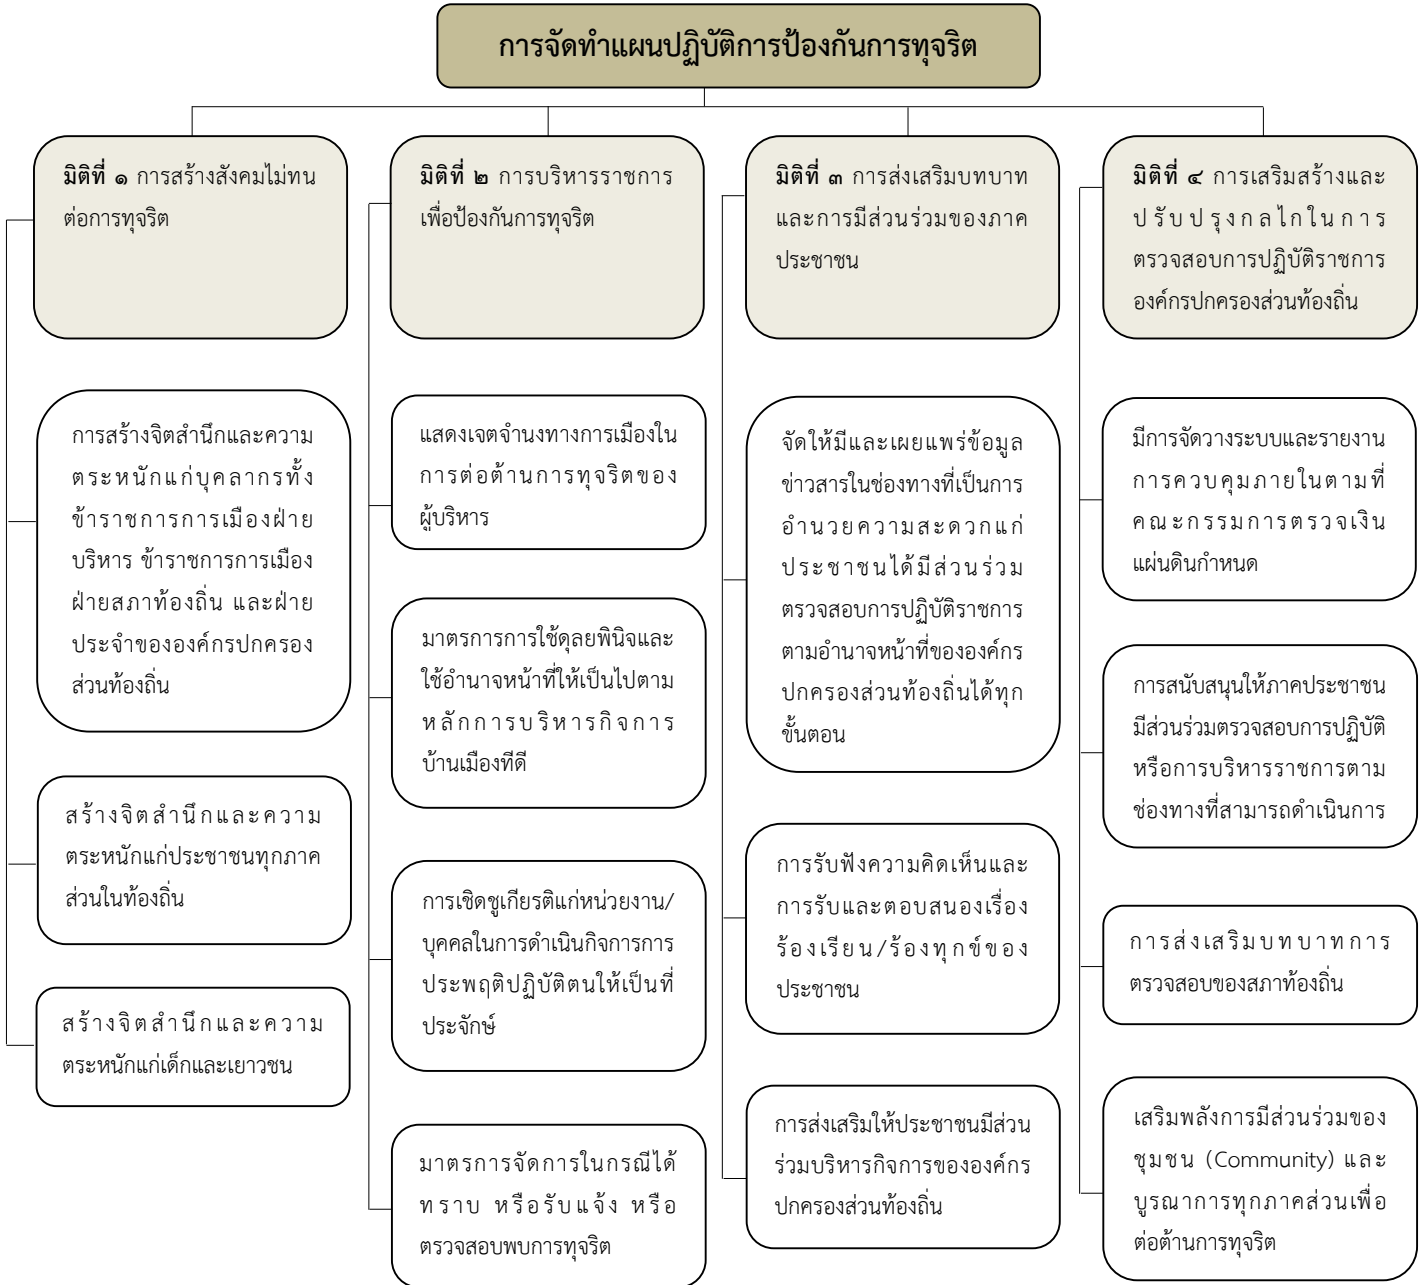 การจัดทำแผนปฏิบัติการป้องกันการทุจริต
มิติที่ ๑ การสร้างสังคมไม่ทน
ต่อการทุจริต
การสร้างจิตสำนึกและความ
ตระหนักแก่บุคลากรทั้ง
ข้าราชการการเมืองฝ่าย
บริหาร ข้าราชการการเมือง
ฝ่ายสภาท้องถิ่น และฝ่าย
ประจำขององค์กรปกครอง
ส่วนท้องถิ่น
สร้างจิตสำนึกและความ
ตระหนักแก่ประชาชนทุกภาค
ส่วนในท้องถิ่น
สร้างจิตสำนึกและความ
ตระหนักแก่เด็กและเยาวชน
มิติที่ ๒ การบริหารราชการ
เพื่อป้องกันการทุจริต
แสดงเจตจำนงทางการเมืองใน
การต่อต้านการทุจริตของ
ผู้บริหาร
มาตรการการใช้ดุลยพินิจและ
ใช้อำนาจหน้าที่ให้เป็นไปตาม
หลักการบริหารกิจการ
บ้านเมืองทีดี
การเชิดชูเกียรติแก่หน่วยงาน/
บุคคลในการดำเนินกิจการการ
ประพฤติปฏิบัติตนให้เป็นที่
ประจักษ์
มาตรการจัดการในกรณีได้
ทราบ หรือรับแจ้ง หรือ
ตรวจสอบพบการทุจริต
มิติที่ ๓ การส่งเสริมบทบาท
และการมีส่วนร่วมของภาค
ประชาชน
จัดให้มีและเผยแพร่ข้อมูล
ข่าวสารในช่องทางที่เป็นการ
อำนวยความสะดวกแก่
ประชาชนได้มีส่วนร่วม
ตรวจสอบการปฏิบัติราชการ
ตามอำนาจหน้าที่ขององค์กร
ปกครองส่วนท้องถิ่นได้ทุก
ขั้นตอน
การรับฟังความคิดเห็นและ
การรับและตอบสนองเรื่อง
ร้องเรียน/ร้องทุกข์ของ
ประชาชน
การส่งเสริมให้ประชาชนมีส่วน
ร่วมบริหารกิจการขององค์กร
ปกครองส่วนท้องถิ่น
มิติที่ ๔ การเสริมสร้างและ
ปรับปรุงกลไกในการ
ตรวจสอบการปฏิบัติราชการ
องค์กรปกครองส่วนท้องถิ่น
มีการจัดวางระบบและรายงาน
การควบคุมภายในตามที่
คณะกรรมการตรวจเงิน
แผ่นดินกำหนด
การสนับสนุนให้ภาคประชาชน
มีส่วนร่วมตรวจสอบการปฏิบัติ
หรือการบริหารราชการตาม
ช่องทางที่สามารถดำเนินการ
การส่งเสริมบทบาทการ
ตรวจสอบของสภาท้องถิ่น
เสริมพลังการมีส่วนร่วมของ
ชุมชน (Community) และ
บูรณาการทุกภาคส่วนเพื่อ
ต่อต้านการทุจริต